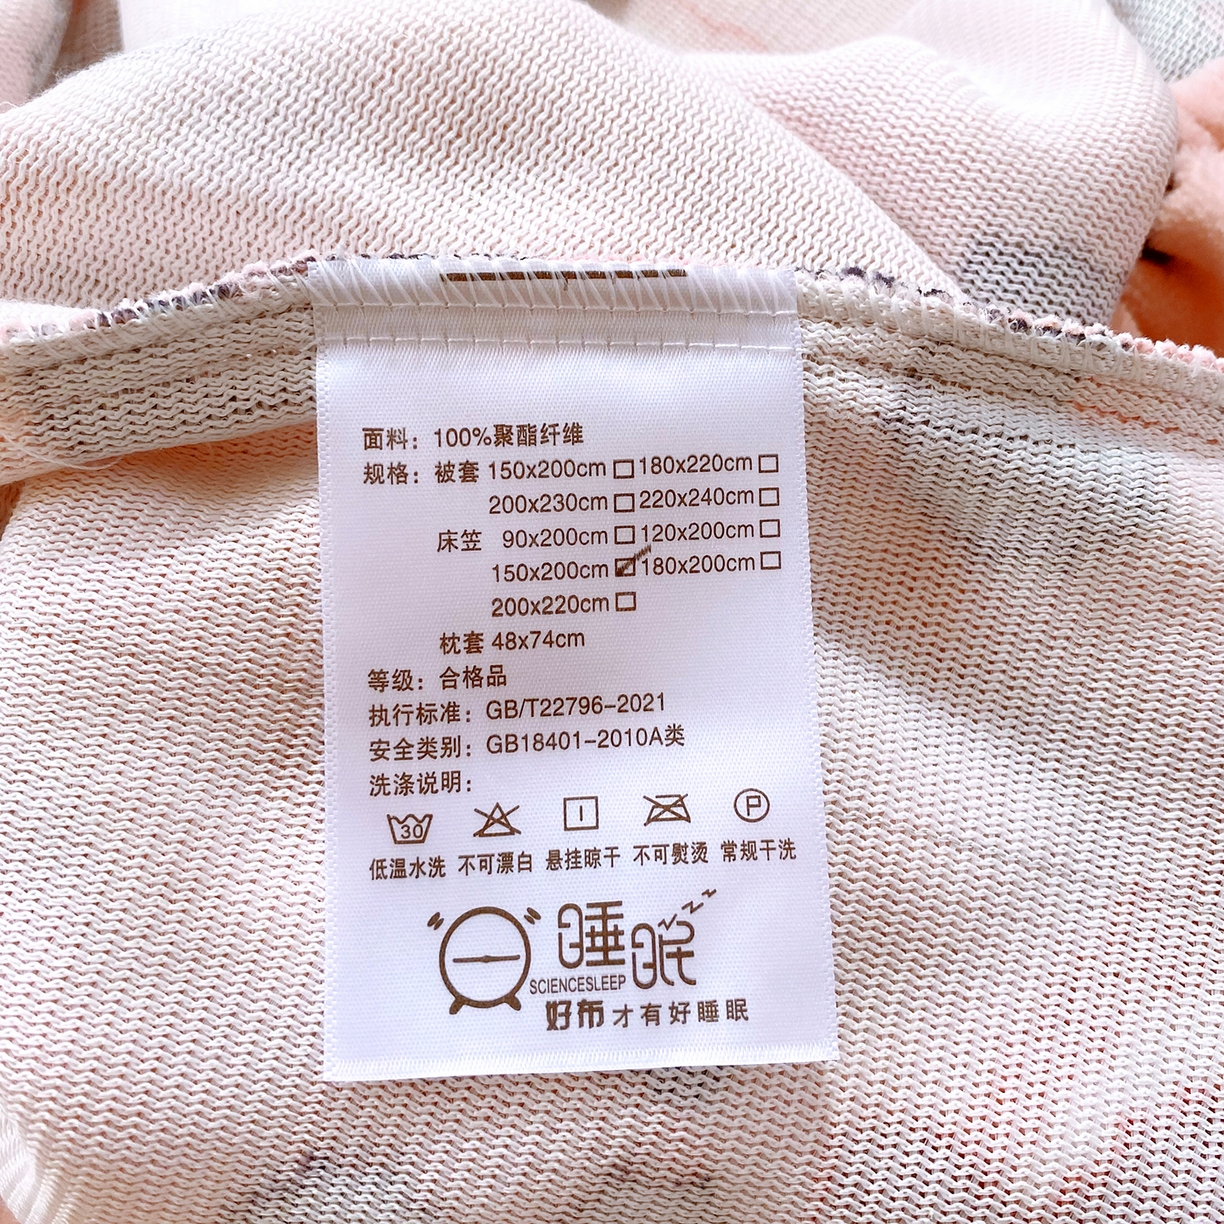 面料：100%聚酯纤维
规格：被套 150x200cm □ 180x220cm □
200x230cm □ 220x240cm □
床笠 90x200cm □ 120x200cm □
150x200cm ☑ 180x200cm □
200x220cm □
枕套 48x74cm
等级：合格品
执行标准：GB/T22796-2021
安全类别：GB18401-2010A类
洗涤说明：
30 P
低温水洗 不可漂白 悬挂晾干 不可熨烫 常规干洗
睡眠 zzz
SCIENCESLEEP
好布才有好睡眠